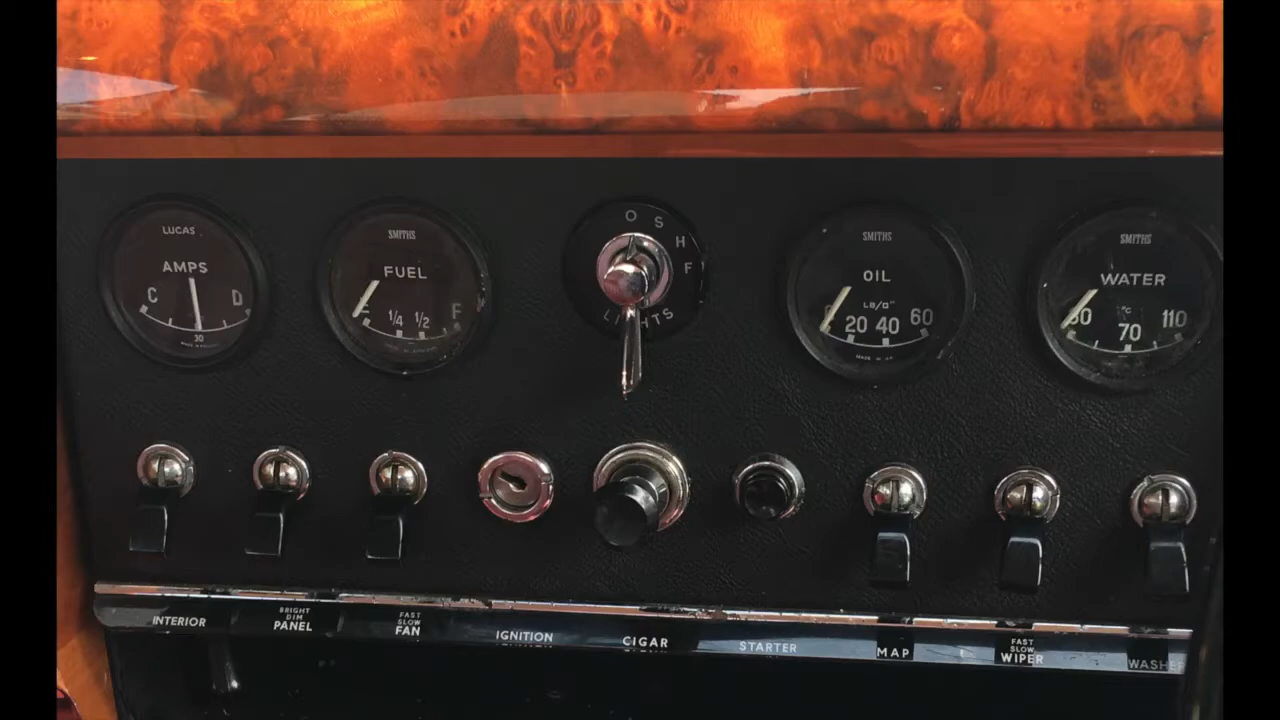 LUCAS
AMPS
C D
30
SMITHS
FUEL
1/4 1/2 F
O S H F
LIGHTS
SMITHS
OIL
LB/□"
20 40 60
SMITHS
WATER
°C
30 70 110
INTERIOR
BRIGHT
DIM
PANEL
FAST
SLOW
FAN
IGNITION
CIGAR
STARTER
MAP
FAST
SLOW
WIPER
WASHER